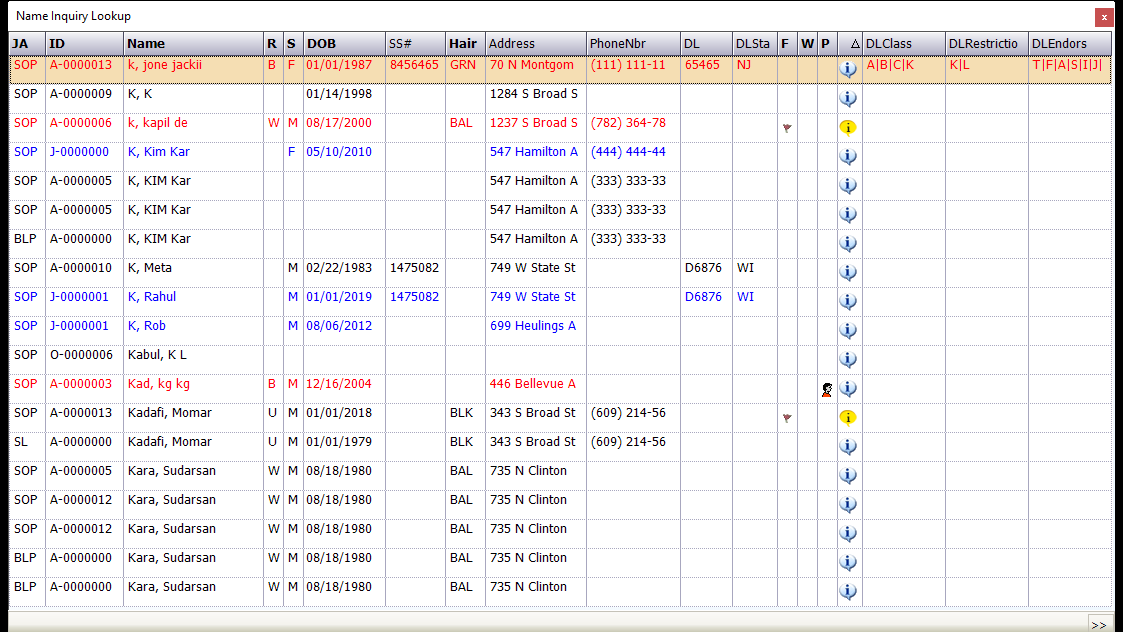 Name Inquiry Lookup x
JA ID Name R S DOB SS# Hair Address PhoneNbr DL DLSta F W P △ DLClass DLRestrictio DLEndors
SOP A-0000013 k, jone jackii B F 01/01/1987 8456465 GRN 70 N Montgom (111) 111-11 65465 NJ A|B|C|K K|L T|F|A|S|I|J|
SOP A-0000009 K, K 01/14/1998 1284 S Broad S
SOP A-0000006 k, kapil de W M 08/17/2000 BAL 1237 S Broad S (782) 364-78
SOP J-0000000 K, Kim Kar F 05/10/2010 547 Hamilton A (444) 444-44
SOP A-0000005 K, KIM Kar 547 Hamilton A (333) 333-33
SOP A-0000005 K, KIM Kar 547 Hamilton A (333) 333-33
BLP A-0000000 K, KIM Kar 547 Hamilton A (333) 333-33
SOP A-0000010 K, Meta M 02/22/1983 1475082 749 W State St D6876 WI
SOP J-0000001 K, Rahul M 01/01/2019 1475082 749 W State St D6876 WI
SOP J-0000001 K, Rob M 08/06/2012 699 Heulings A
SOP O-0000006 Kabul, K L
SOP A-0000003 Kad, kg kg B M 12/16/2004 446 Bellevue A
SOP A-0000013 Kadafi, Momar U M 01/01/2018 BLK 343 S Broad St (609) 214-56
SL A-0000000 Kadafi, Momar U M 01/01/1979 BLK 343 S Broad St (609) 214-56
SOP A-0000005 Kara, Sudarsan W M 08/18/1980 BAL 735 N Clinton
SOP A-0000012 Kara, Sudarsan W M 08/18/1980 BAL 735 N Clinton
SOP A-0000012 Kara, Sudarsan W M 08/18/1980 BAL 735 N Clinton
BLP A-0000000 Kara, Sudarsan W M 08/18/1980 BAL 735 N Clinton
BLP A-0000000 Kara, Sudarsan W M 08/18/1980 BAL 735 N Clinton
>>